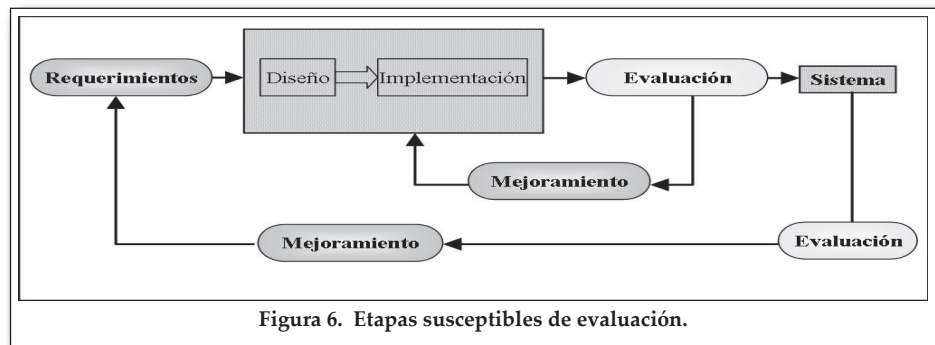 Requerimientos
Diseño
Implementación
Evaluación
Sistema
Mejoramiento
Mejoramiento
Evaluación
Figura 6. Etapas susceptibles de evaluación.